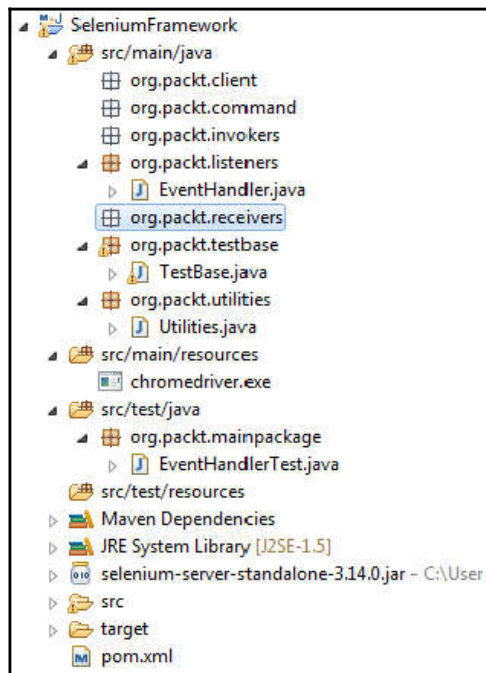 SeleniumFramework
src/main/java
org.packt.client
org.packt.command
org.packt.invokers
org.packt.listeners
EventHandler.java
org.packt.receivers
org.packt.testbase
TestBase.java
org.packt.utilities
Utilities.java
src/main/resources
chromedriver.exe
src/test/java
org.packt.mainpackage
EventHandlerTest.java
src/test/resources
Maven Dependencies
JRE System Library [J2SE-1.5]
selenium-server-standalone-3.14.0.jar - C:\User
src
target
pom.xml